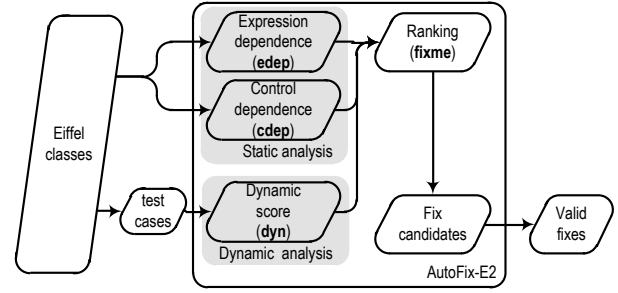 Eiffel
classes
test
cases
Expression
dependence
(edep)
Control
dependence
(cdep)
Static analysis
Dynamic
score
(dyn)
Dynamic analysis
Ranking
(fixme)
Fix
candidates
AutoFix-E2
Valid
fixes